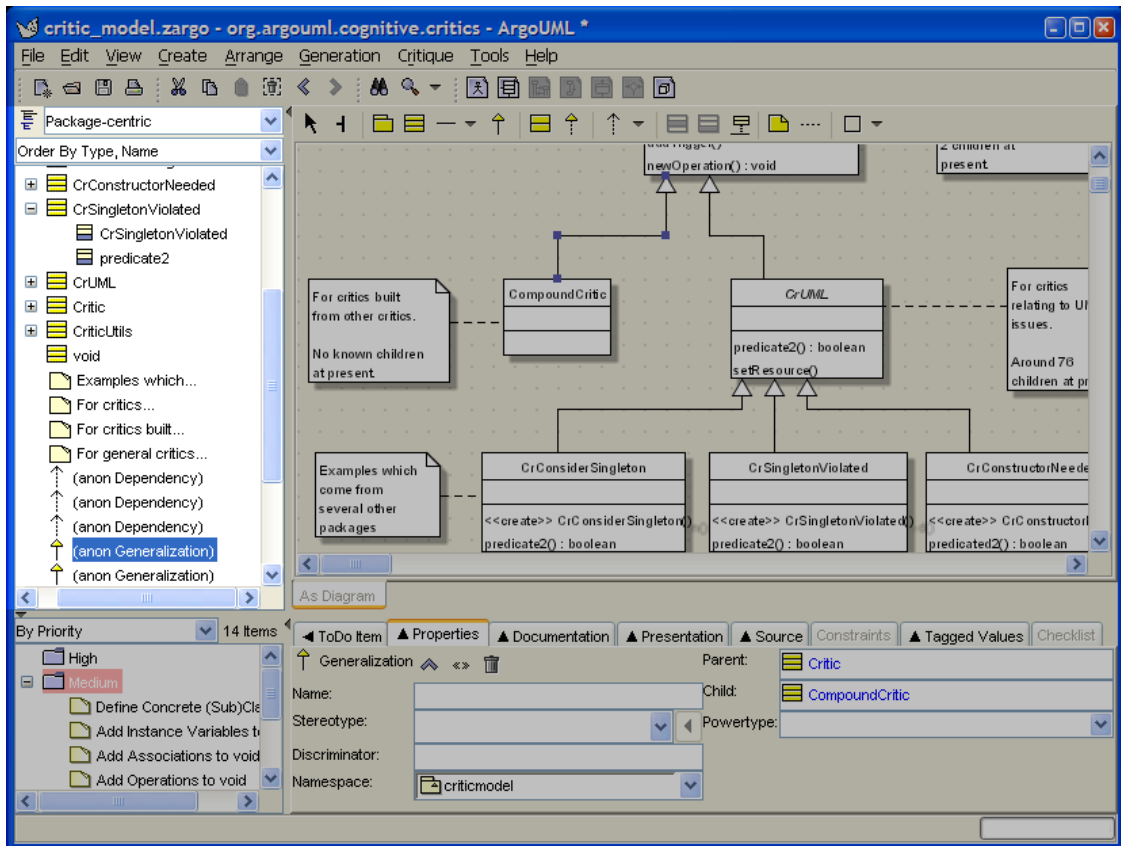 critic_model.zargo - org.argouml.cognitive.critics - ArgoUML *
File Edit View Create Arrange Generation Critique Tools Help
Package-centric
Order By Type, Name
CrConstructorNeeded
CrSingletonViolated
CrSingletonViolated
predicate2
CrUML
Critic
CriticUtils
void
Examples which...
For critics...
For critics built...
For general critics...
(anon Dependency)
(anon Dependency)
(anon Dependency)
(anon Generalization)
(anon Generalization)
newOperation() : void
2 children at
present.
For critics built
from other critics.
No known children
at present.
CompoundCritic
CrUML
predicate2() : boolean
setResource()
For critics
relating to
issues.
Around 76
children at
Examples which
come from
several other
packages
CrConsiderSingleton
<<create>> CrConsiderSingleton()
predicate2() : boolean
CrSingletonViolated
<<create>> CrSingletonViolated()
predicate2() : boolean
CrConstructorNeede
<<create>> CrConstructor
predicated2() : boolean
As Diagram
By Priority 14 Items
High
Medium
Define Concrete (Sub)Cla
Add Instance Variables to
Add Associations to void
Add Operations to void
ToDo Item Properties Documentation Presentation Source Constraints Tagged Values Checklist
Generalization
Name:
Stereotype:
Discriminator:
Namespace: criticmodel
Parent: Critic
Child: CompoundCritic
Powertype: